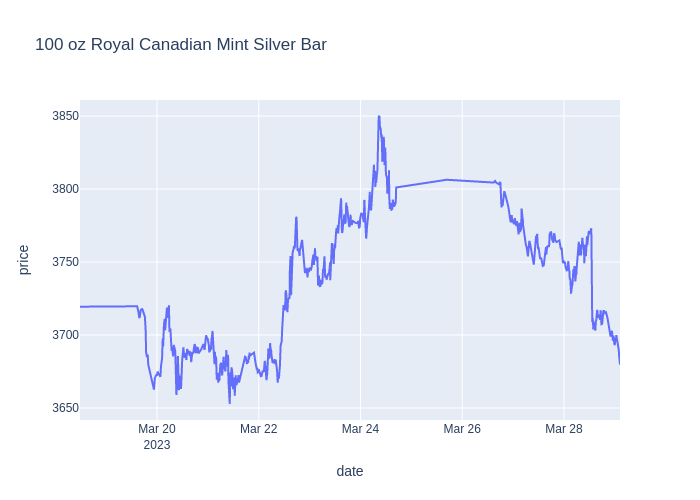 100 oz Royal Canadian Mint Silver Bar
3850
3800
3750
3700
3650
price
Mar 20
2023
Mar 22
Mar 24
Mar 26
Mar 28
date